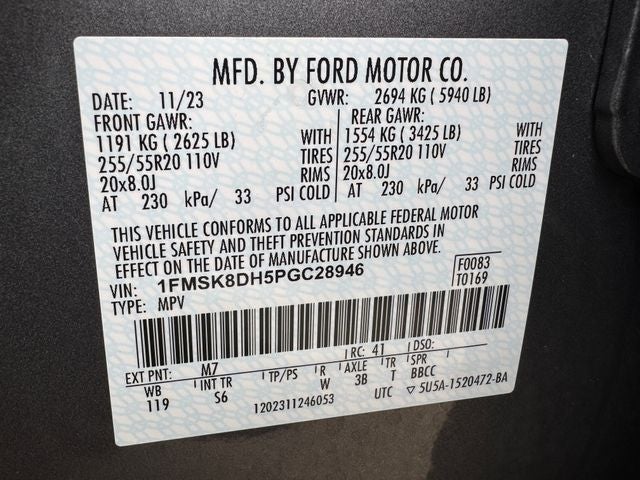 MFD. BY FORD MOTOR CO.
DATE: 11/23 GVWR: 2694 KG ( 5940 LB)
FRONT GAWR: REAR GAWR:
1191 KG ( 2625 LB) WITH 1554 KG ( 3425 LB) WITH
255/55R20 110V TIRES 255/55R20 110V TIRES
20x8.0J RIMS 20x8.0J RIMS
AT 230 kPa/ 33 PSI COLD AT 230 kPa/ 33 PSI COLD
THIS VEHICLE CONFORMS TO ALL APPLICABLE FEDERAL MOTOR
VEHICLE SAFETY AND THEFT PREVENTION STANDARDS IN
EFFECT ON THE DATE OF MANUFACTURE SHOWN ABOVE.
VIN: 1FMSK8DH5PGC28946 F0083
TYPE: MPV T0169
EXT PNT: M7 RC: 41 DSO:
WB INT TR TP/PS R AXLE TR SPR
119 S6 W 3B T BBCC
1202311246053 UTC ▽ 5U5A-1520472-BA